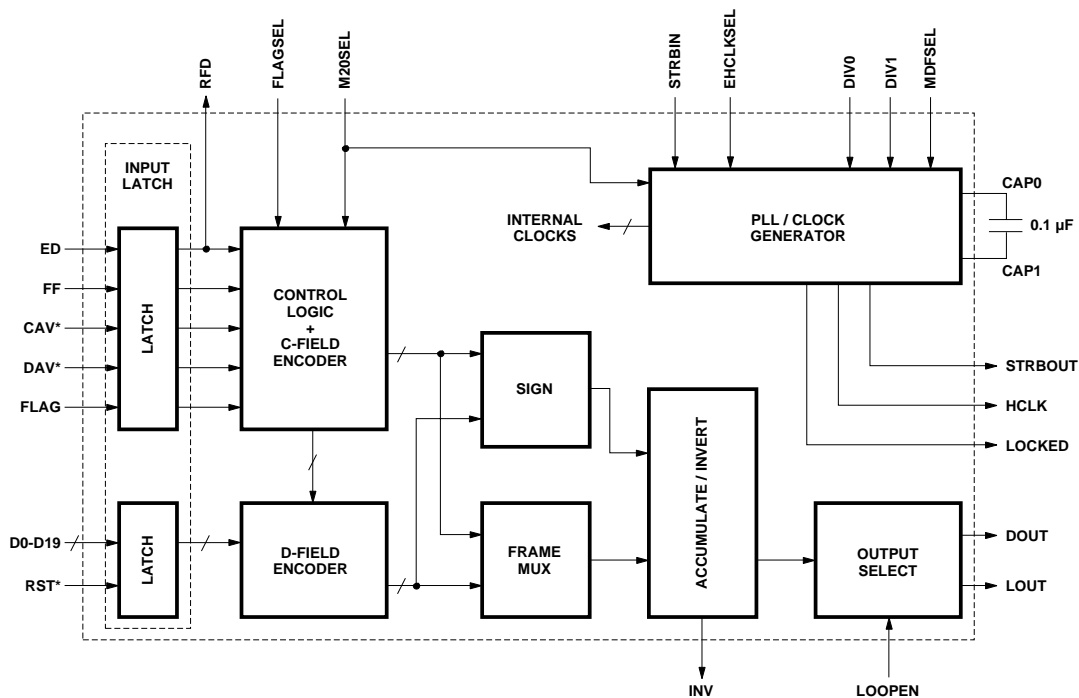 RFD
FLAGSEL
M20SEL
STRBIN
EHCLKSEL
DIV0
DIV1
MDFSEL
INPUT
LATCH
ED
FF
CAV*
DAV*
FLAG
LATCH
CONTROL
LOGIC
+
C-FIELD
ENCODER
INTERNAL
CLOCKS
PLL / CLOCK
GENERATOR
CAP0
0.1 µF
CAP1
SIGN
STRBOUT
HCLK
LOCKED
D0-D19
RST*
LATCH
D-FIELD
ENCODER
FRAME
MUX
ACCUMULATE / INVERT
OUTPUT
SELECT
DOUT
LOUT
INV
LOOPEN